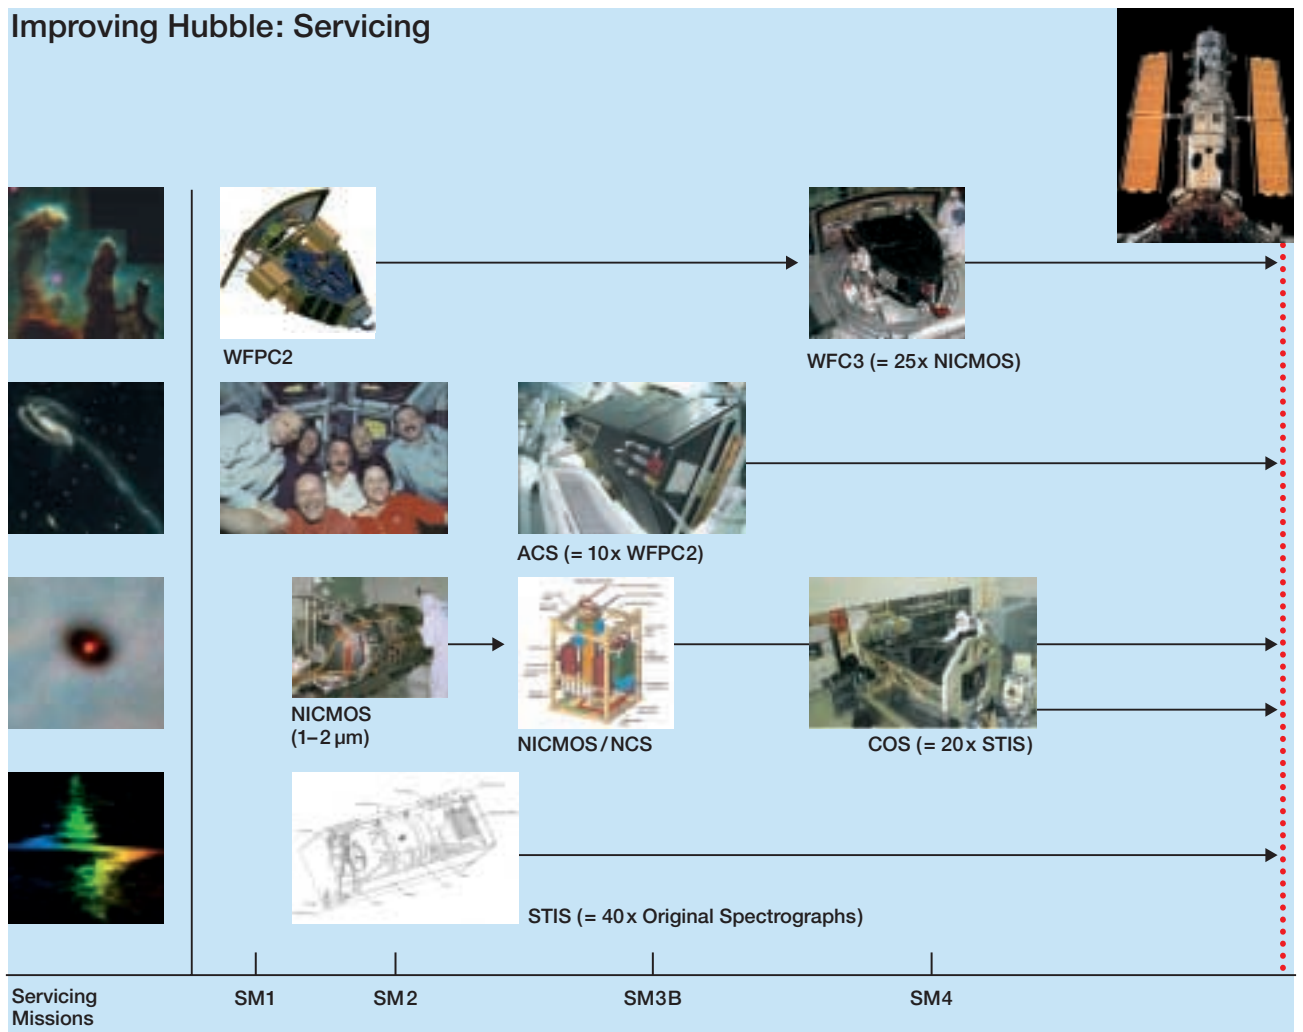 Improving Hubble: Servicing
WFPC2
WFC3 (= 25x NICMOS)
ACS (= 10x WFPC2)
NICMOS
(1–2 µm)
NICMOS/NCS
COS (= 20x STIS)
STIS (= 40x Original Spectrographs)
Servicing
Missions
SM1
SM2
SM3B
SM4